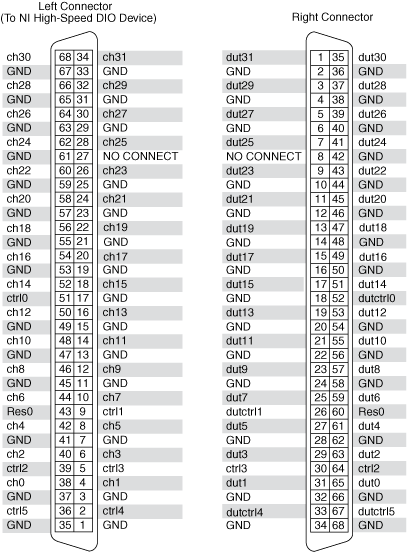 Left Connector
(To NI High-Speed DIO Device)
Right Connector
ch30 68 34 ch31 dut31 1 35 dut30
GND 67 33 GND GND 2 36 GND
ch28 66 32 ch29 dut29 3 37 dut28
GND 65 31 GND GND 4 38 GND
ch26 64 30 ch27 dut27 5 39 dut26
GND 63 29 GND GND 6 40 GND
ch24 62 28 ch25 dut25 7 41 dut24
GND 61 27 NO CONNECT NO CONNECT 8 42 GND
ch22 60 26 ch23 dut23 9 43 dut22
GND 59 25 GND GND 10 44 GND
ch20 58 24 ch21 dut21 11 45 dut20
GND 57 23 GND GND 12 46 GND
ch18 56 22 ch19 dut19 13 47 dut18
GND 55 21 GND GND 14 48 GND
ch16 54 20 ch17 dut17 15 49 dut16
GND 53 19 GND GND 16 50 GND
ch14 52 18 ch15 dut15 17 51 dut14
ctrl0 51 17 GND GND 18 52 dutctrl0
ch12 50 16 ch13 dut13 19 53 dut12
GND 49 15 GND GND 20 54 GND
ch10 48 14 ch11 dut11 21 55 dut10
GND 47 13 GND GND 22 56 GND
ch8 46 12 ch9 dut9 23 57 dut8
GND 45 11 GND GND 24 58 GND
ch6 44 10 ch7 dut7 25 59 dut6
Res0 43 9 ctrl1 dutctrl1 26 60 Res0
ch4 42 8 ch5 dut5 27 61 dut4
GND 41 7 GND GND 28 62 GND
ch2 40 6 ch3 dut3 29 63 dut2
ctrl2 39 5 ctrl3 ctrl3 30 64 ctrl2
ch0 38 4 ch1 dut1 31 65 dut0
GND 37 3 GND GND 32 66 GND
ctrl5 36 2 ctrl4 dutctrl4 33 67 dutctrl5
GND 35 1 GND GND 34 68 GND